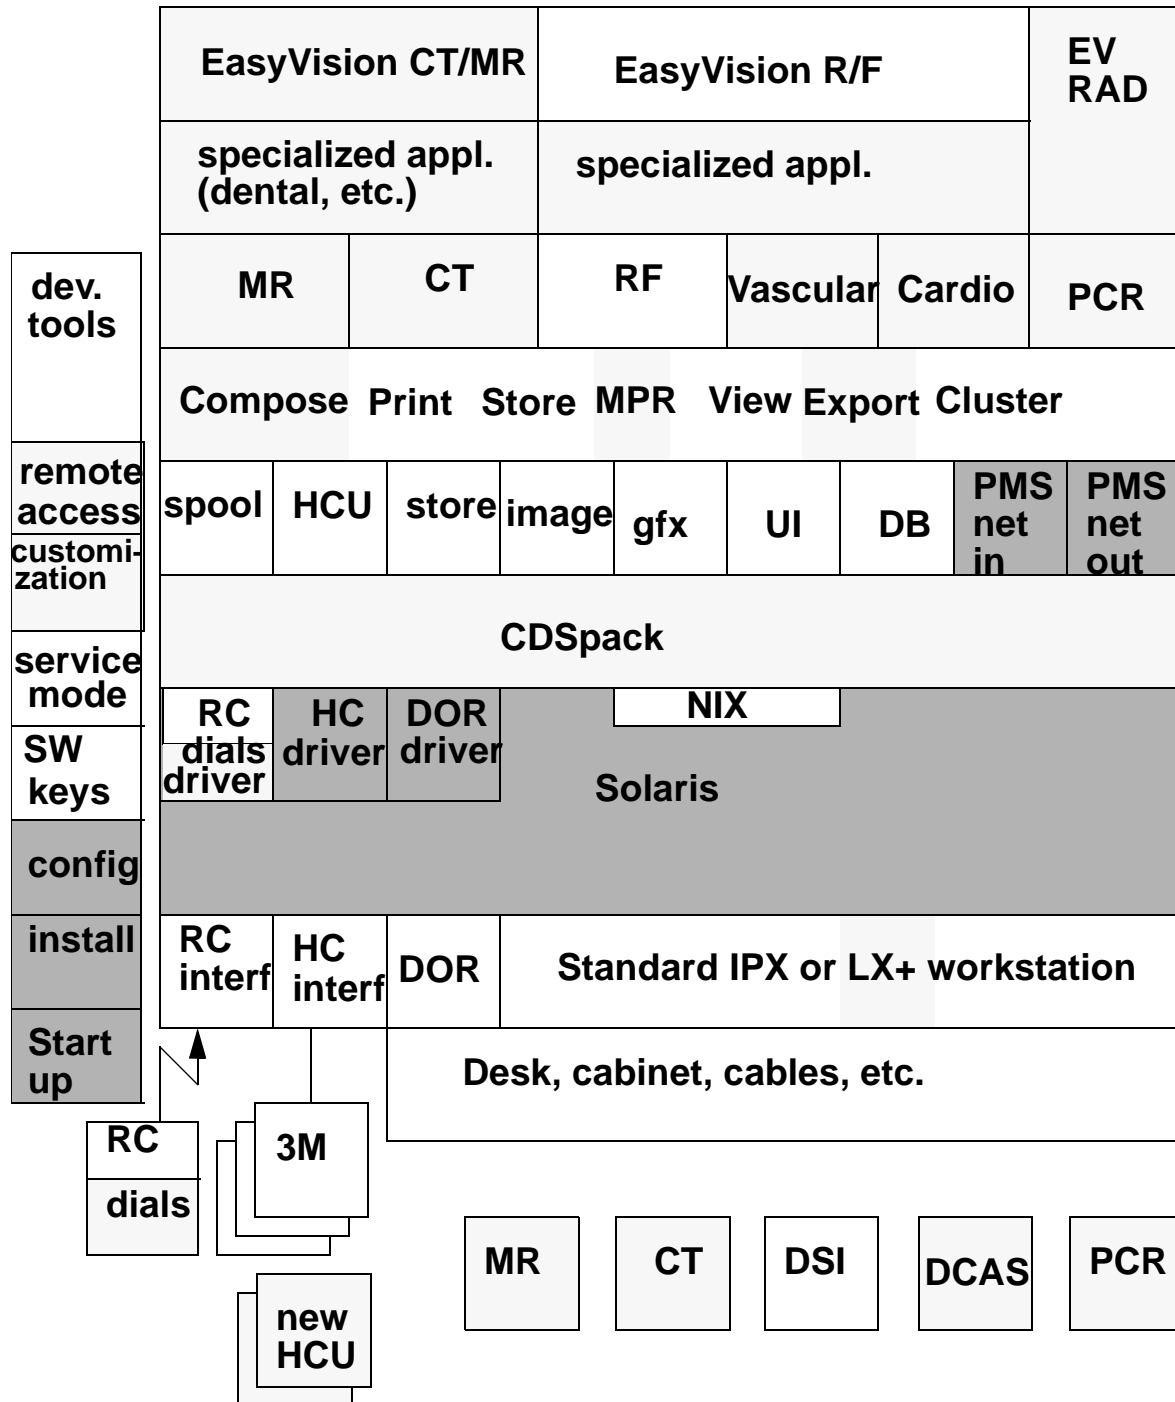 EasyVision CT/MR
EasyVision R/F
EV
RAD
specialized appl.
(dental, etc.)
specialized appl.
MR
CT
RF
Vascular
Cardio
PCR
Compose Print Store MPR View Export Cluster
spool
HCU
store
image
gfx
UI
DB
PMS
net
in
PMS
net
out
CDSpack
RC
dials
driver
HC
driver
DOR
driver
NIX
Solaris
RC
interf
HC
interf
DOR
Standard IPX or LX+ workstation
Desk, cabinet, cables, etc.
dev.
tools
remote
access
customi-
zation
service
mode
SW
keys
config
install
Start
up
RC
dials
3M
new
HCU
MR
CT
DSI
DCAS
PCR